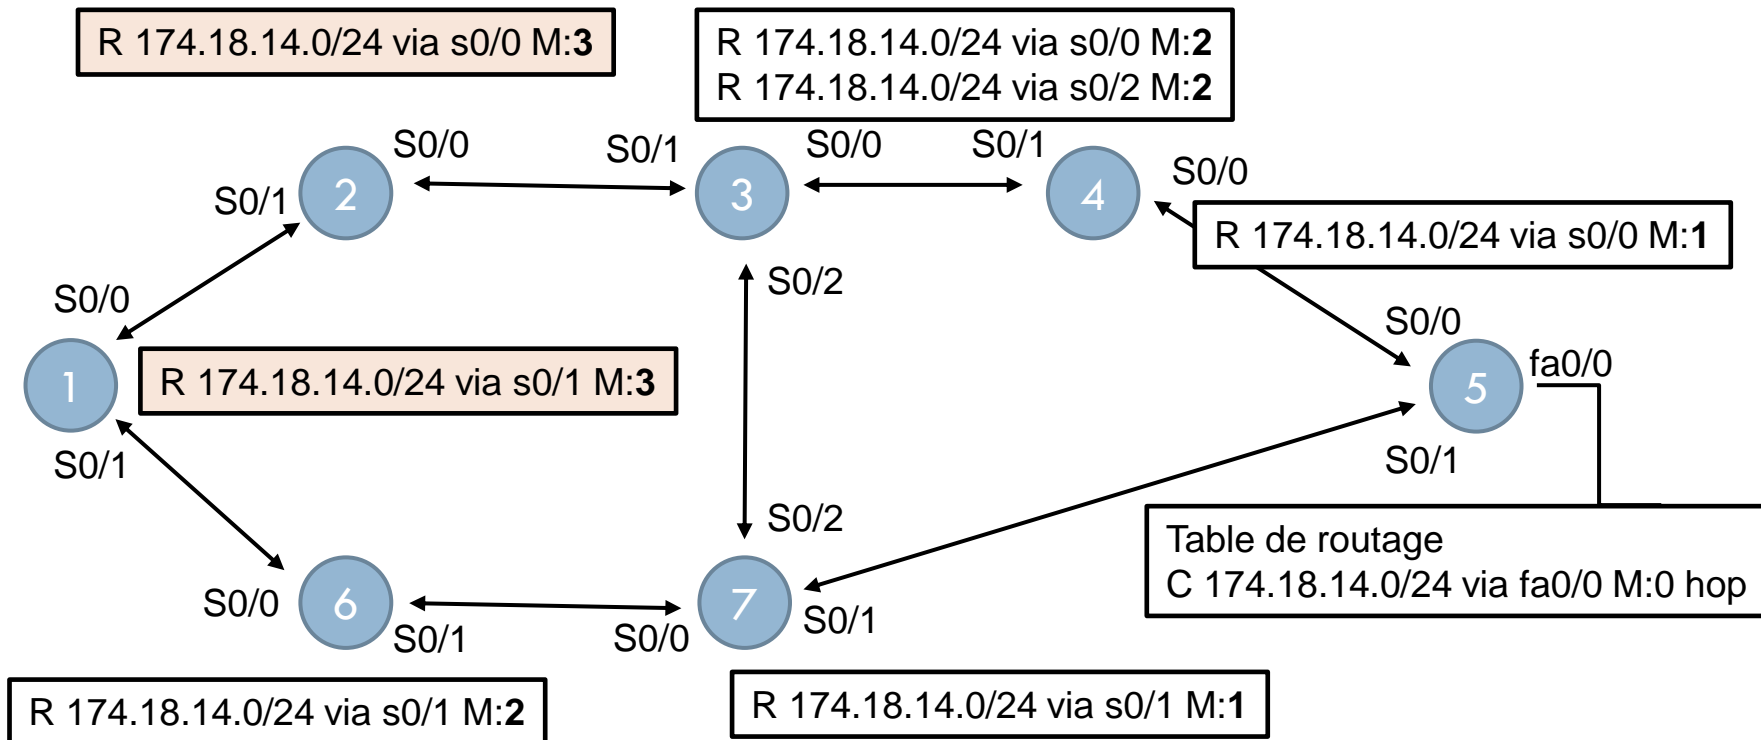 R 174.18.14.0/24 via s0/0 M:3
R 174.18.14.0/24 via s0/0 M:2
R 174.18.14.0/24 via s0/2 M:2
S0/0
S0/1
S0/0
S0/1
S0/0
2
3
4
S0/1
R 174.18.14.0/24 via s0/0 M:1
S0/2
S0/0
S0/0
fa0/0
1
R 174.18.14.0/24 via s0/1 M:3
5
S0/1
S0/1
S0/2
Table de routage
C 174.18.14.0/24 via fa0/0 M:0 hop
S0/0
6
7
S0/1
S0/0
S0/1
R 174.18.14.0/24 via s0/1 M:2
R 174.18.14.0/24 via s0/1 M:1